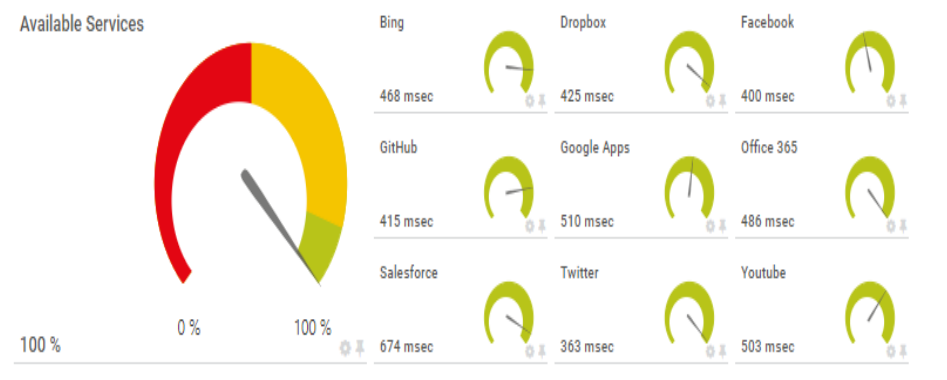 Available Services
0 %
100 %
100 %
Bing
468 msec
Dropbox
425 msec
Facebook
400 msec
GitHub
415 msec
Google Apps
510 msec
Office 365
486 msec
Salesforce
674 msec
Twitter
363 msec
Youtube
503 msec